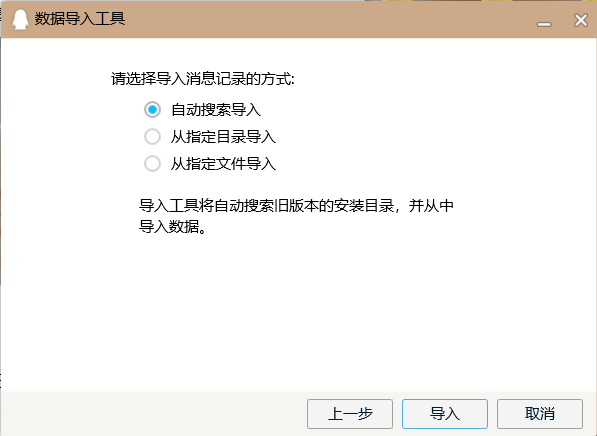 数据导入工具
请选择导入消息记录的方式:
自动搜索导入
从指定目录导入
从指定文件导入
导入工具将自动搜索旧版本的安装目录，并从中
导入数据。
上一步 导入 取消